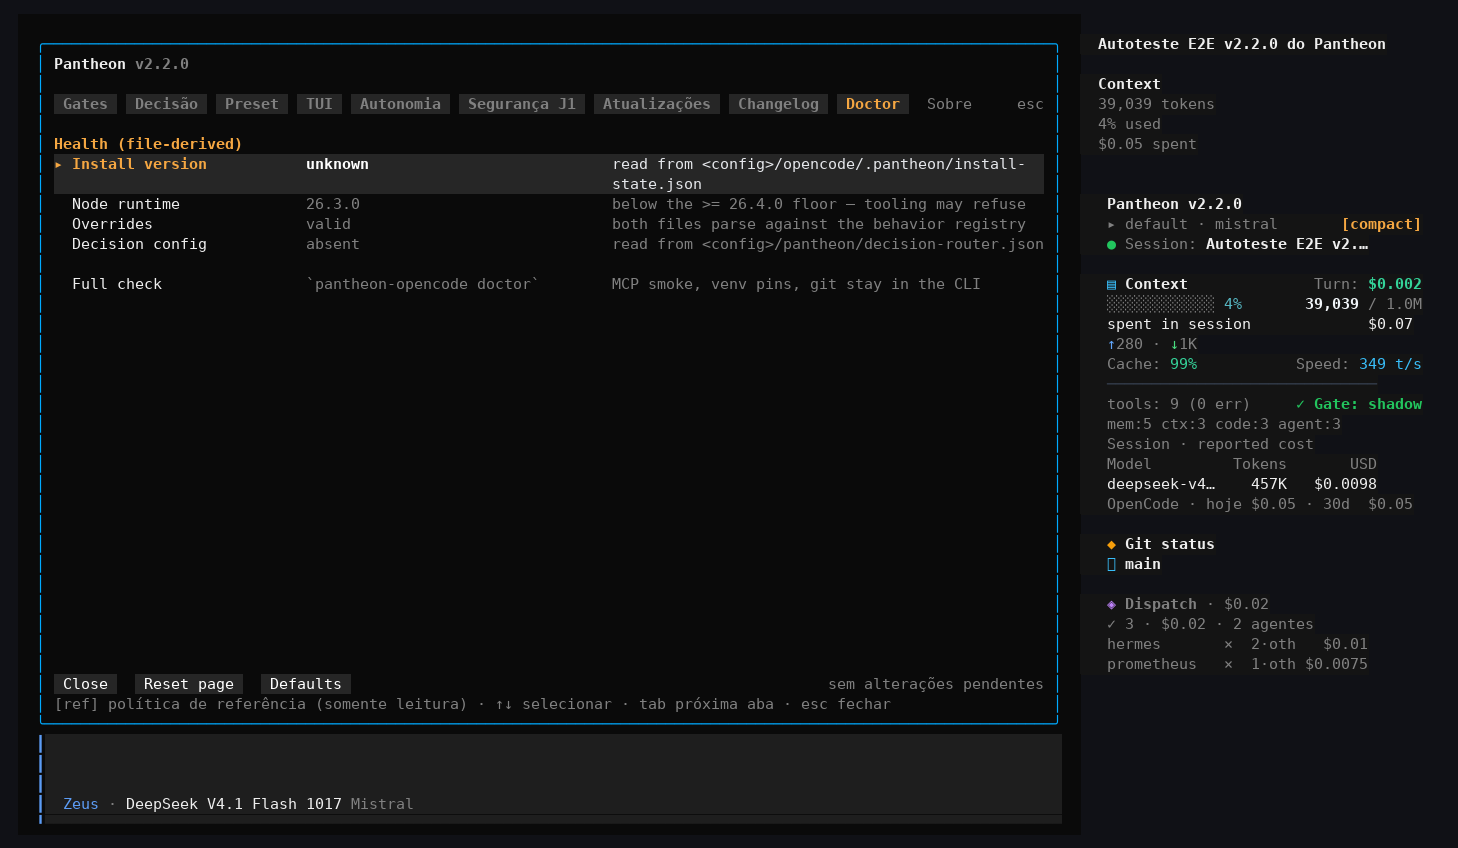 Pantheon v2.2.0
Gates Decisão Preset TUI Autonomia Segurança J1 Atualizações Changelog Doctor Sobre esc
Health (file-derived)
▸ Install version unknown read from <config>/opencode/.pantheon/install-
state.json
Node runtime 26.3.0 below the >= 26.4.0 floor — tooling may refuse
Overrides valid both files parse against the behavior registry
Decision config absent read from <config>/pantheon/decision-router.json
Full check `pantheon-opencode doctor` MCP smoke, venv pins, git stay in the CLI
Close Reset page Defaults sem alterações pendentes
[ref] política de referência (somente leitura) · ↑↓ selecionar · tab próxima aba · esc fechar
Zeus · DeepSeek V4.1 Flash 1017 Mistral
Autoteste E2E v2.2.0 do Pantheon
Context
39,039 tokens
4% used
$0.05 spent
Pantheon v2.2.0
▸ default · mistral [compact]
● Session: Autoteste E2E v2.…
▤ Context Turn: $0.002
░░░░░░░░░░░░ 4% 39,039 / 1.0M
spent in session $0.07
↑280 · ↓1K
Cache: 99% Speed: 349 t/s
tools: 9 (0 err) ✓ Gate: shadow
mem:5 ctx:3 code:3 agent:3
Session · reported cost
Model Tokens USD
deepseek-v4… 457K $0.0098
OpenCode · hoje $0.05 · 30d $0.05
◆ Git status
main
◈ Dispatch · $0.02
✓ 3 · $0.02 · 2 agentes
hermes × 2·oth $0.01
prometheus × 1·oth $0.0075